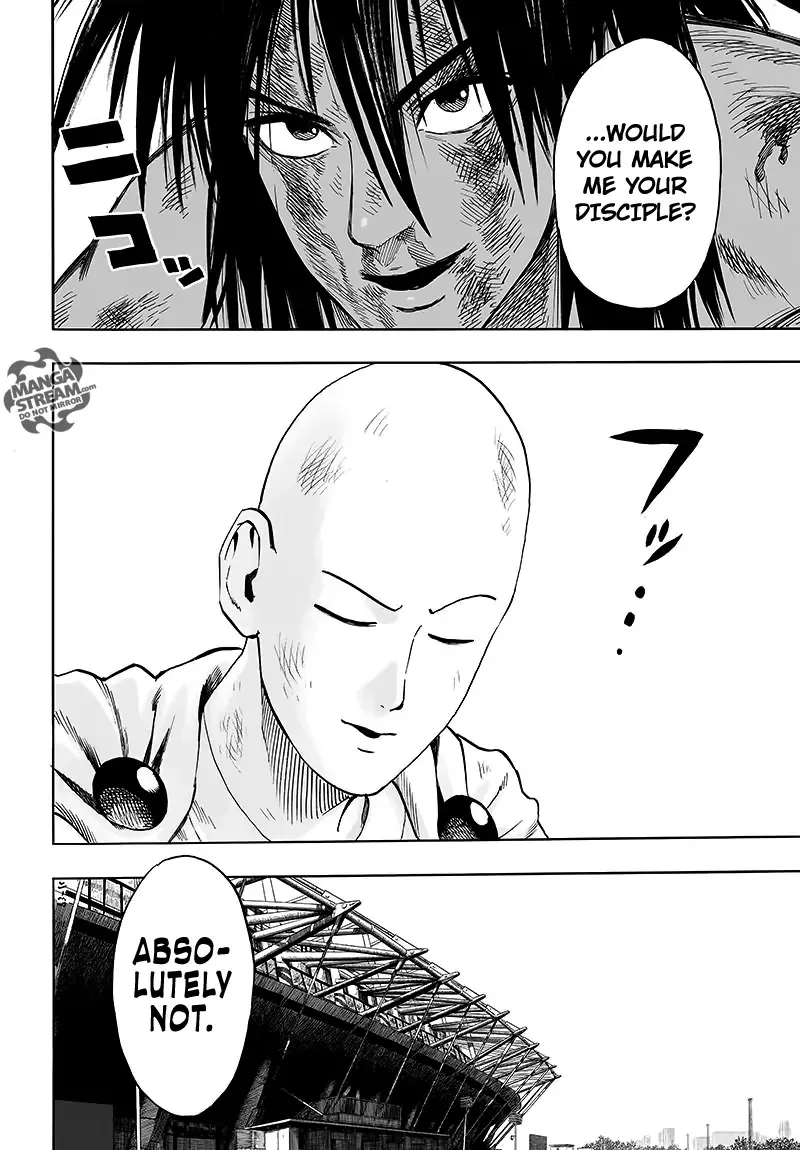 ...WOULD
YOU MAKE
ME YOUR
DISCIPLE?
ニコッ
MANGA
STREAM.com
DO NOT MIRROR
フッ…
ABSO-
LUTELY
NOT.